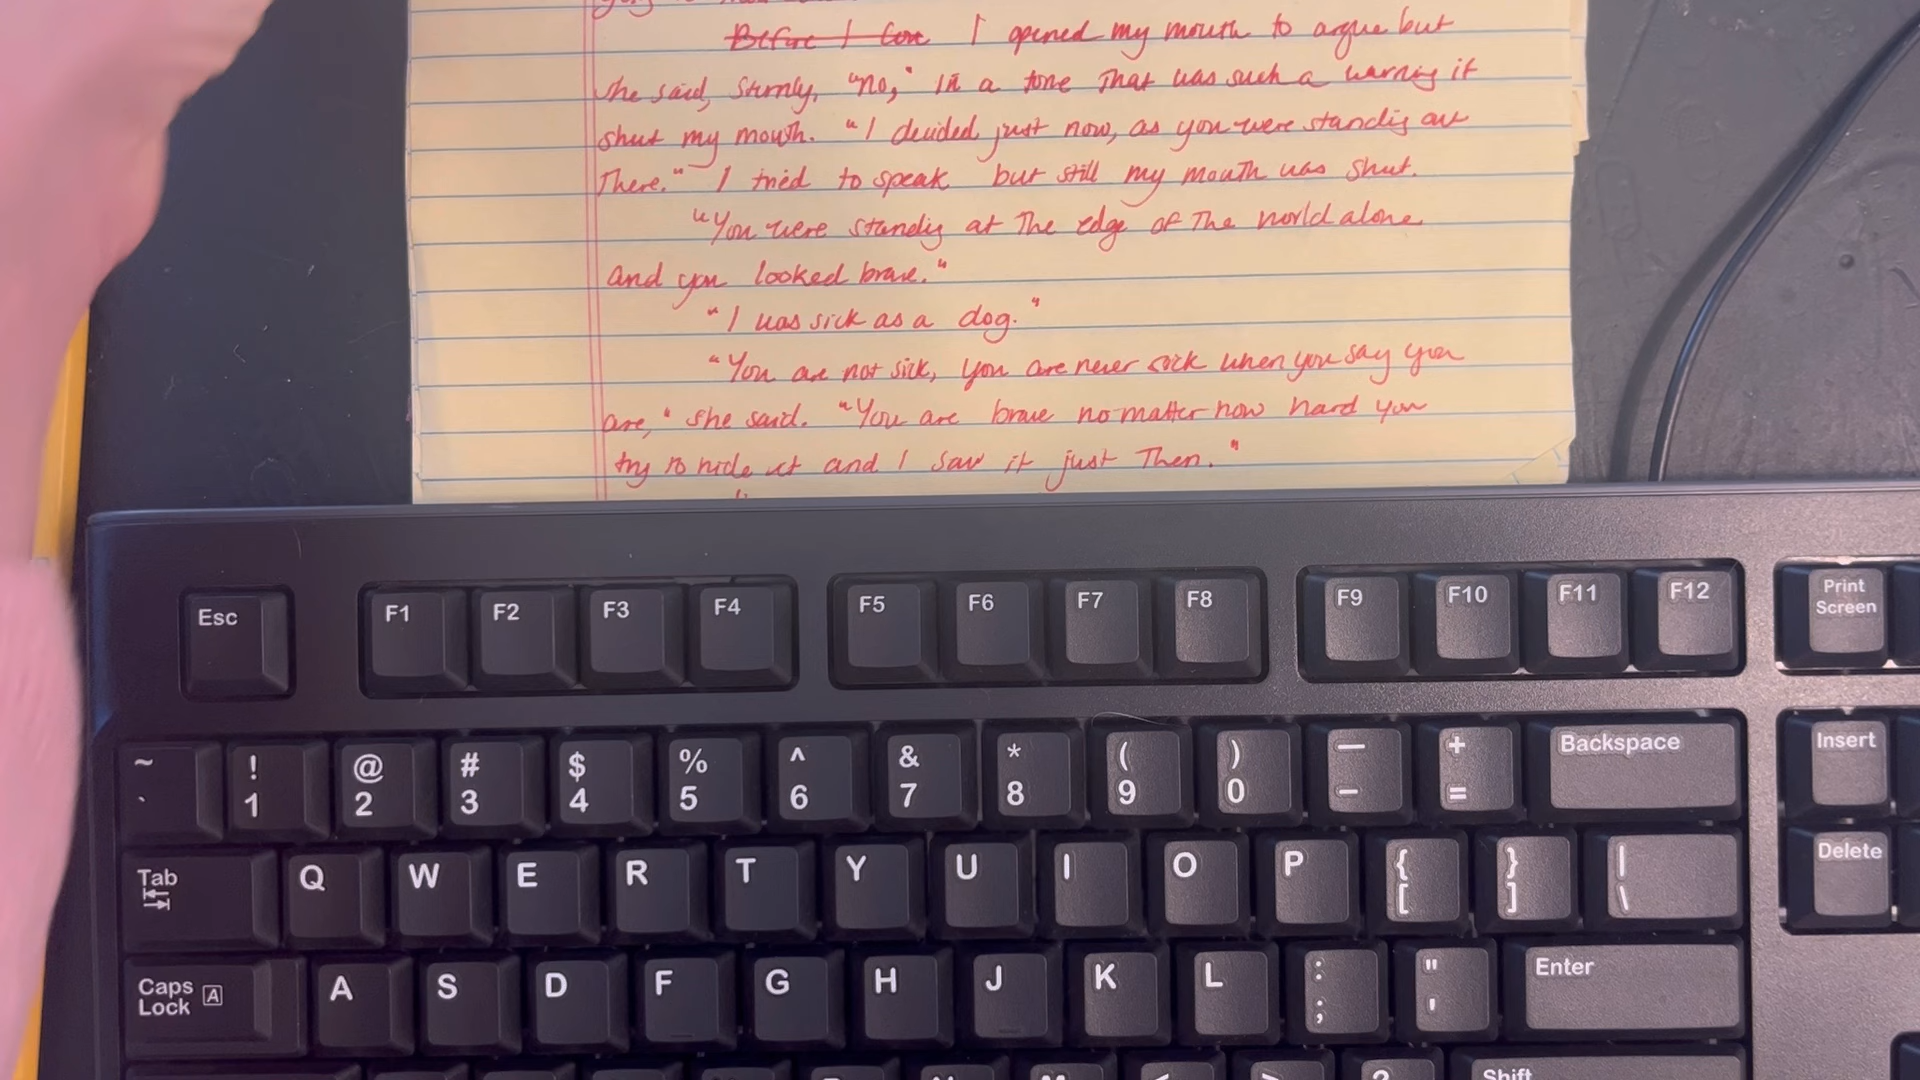 Before I I opened my mouth to argue but
she said, sternly, "no," in a tone that was such a warning it
shut my mouth. "I decided just now, as you were standing out
there." I tried to speak but still my mouth was shut.
"You were standing at the edge of the world alone
and you looked brave."
"I was sick as a dog."
"You are not sick, you are never sick when you say you
are," she said. "You are brave no matter how hard you
try to hide it and I saw it just then."
Esc F1 F2 F3 F4 F5 F6 F7 F8 F9 F10 F11 F12 Print Screen
~ ` ! 1 @ 2 # 3 $ 4 % 5 ^ 6 & 7 * 8 ( 9 ) 0 — - + = Backspace Insert
Tab Q W E R T Y U I O P { [ } ] | \ Delete
Caps Lock A A S D F G H J K L : ; " ' Enter
< > ? Shift